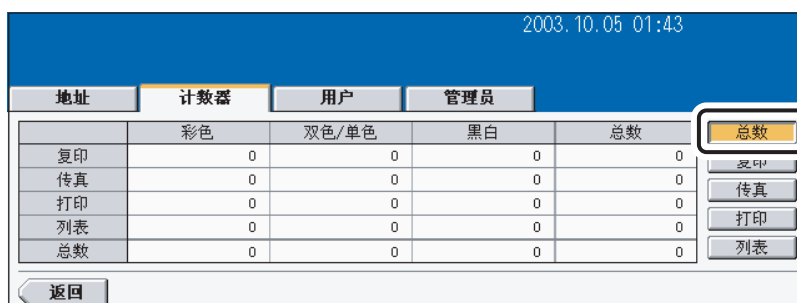 2003.10.05 01:43
地址 计数器 用户 管理员
彩色 双色/单色 黑白 总数 总数
复印 0 0 0 0 复印
传真 0 0 0 0 传真
打印 0 0 0 0 打印
列表 0 0 0 0 列表
总数 0 0 0 0
返回